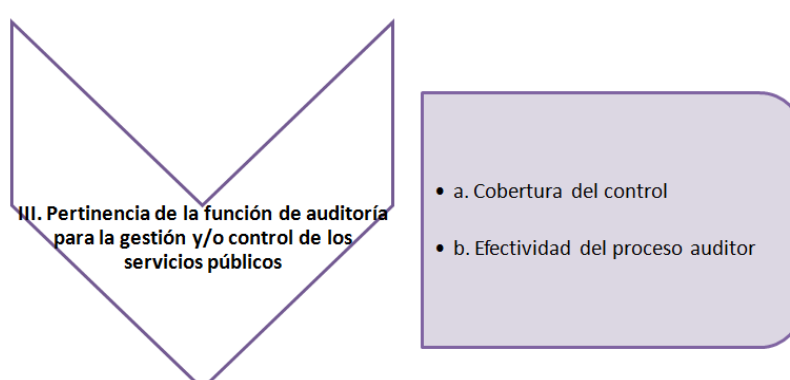 III. Pertinencia de la función de auditoría
para la gestión y/o control de los
servicios públicos
• a. Cobertura del control
• b. Efectividad del proceso auditor